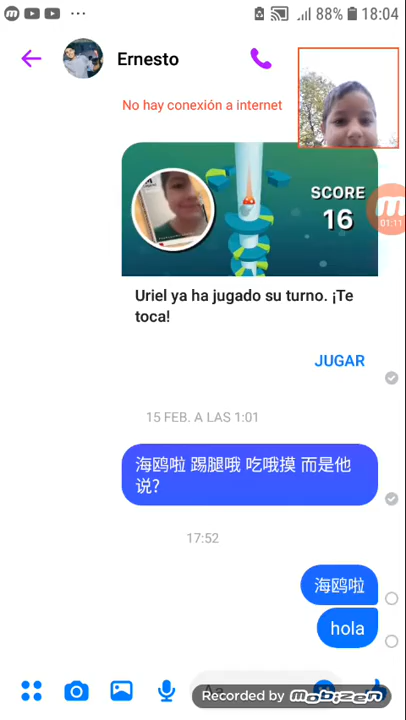 88% 18:04
Ernesto
No hay conexión a internet
SCORE
16
01:11
Uriel ya ha jugado su turno. ¡Te
toca!
JUGAR
15 FEB. A LAS 1:01
海鸥啦 踢腿哦 吃哦摸 而是他
说?
17:52
海鸥啦
hola
Aa
Recorded by mobizen